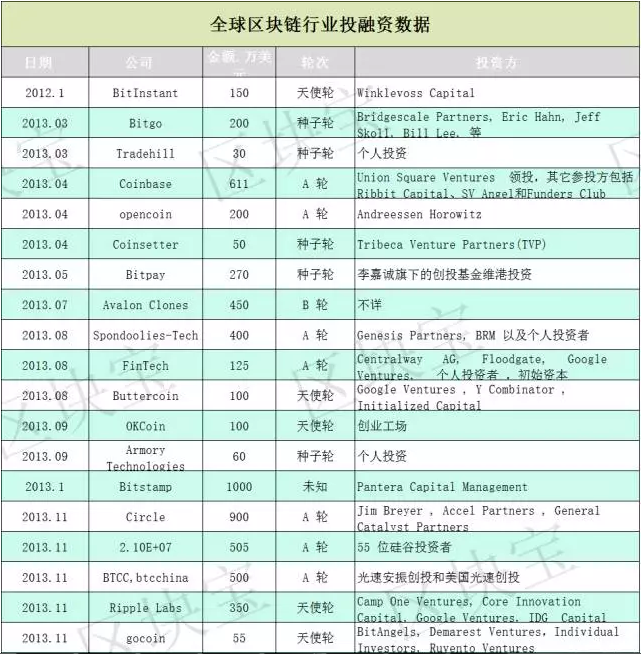 全球区块链行业投融资数据
日期 公司 金额.万美 轮次 投资方
2012.1 BitInstant 150 天使轮 Winklevoss Capital
2013.03 Bitgo 200 种子轮 Bridgescale Partners, Eric Hahn, Jeff
Skoll, Bill Lee, 等
2013.03 Tradehill 30 种子轮 个人投资
2013.04 Coinbase 611 A 轮 Union Square Ventures 领投，其它参投方包括
Ribbit Capital、SV Angel和Funders Club
2013.04 opencoin 200 A 轮 Andreessen Horowitz
2013.04 Coinsetter 50 种子轮 Tribeca Venture Partners(TVP)
2013.05 Bitpay 270 种子轮 李嘉诚旗下的创投基金维港投资
2013.07 Avalon Clones 450 B 轮 不详
2013.08 Spondoolies-Tech 400 A 轮 Genesis Partners, BRM 以及个人投资者
2013.08 FinTech 125 A 轮 Centralway AG, Floodgate, Google
Ventures, 个人投资者 ，初始资本
2013.08 Buttercoin 100 天使轮 Google Ventures , Y Combinator ,
Initialized Capital
2013.09 OKCoin 100 天使轮 创业工场
2013.09 Armory
Technologies 60 种子轮 个人投资
2013.1 Bitstamp 1000 未知 Pantera Capital Management
2013.11 Circle 900 A 轮 Jim Breyer , Accel Partners , General
Catalyst Partners
2013.11 2.10E+07 505 A 轮 55 位硅谷投资者
2013.11 BTCC,btcchina 500 A 轮 光速安振创投和美国光速创投
2013.11 Ripple Labs 350 天使轮 Camp One Ventures, Core Innovation
Capital, Google Ventures, IDG Capital
2013.11 gocoin 55 天使轮 BitAngels, Demarest Ventures, Individual
Investors, Ruvento Ventures
区块宝
区块宝
区块宝
区块宝
区块宝